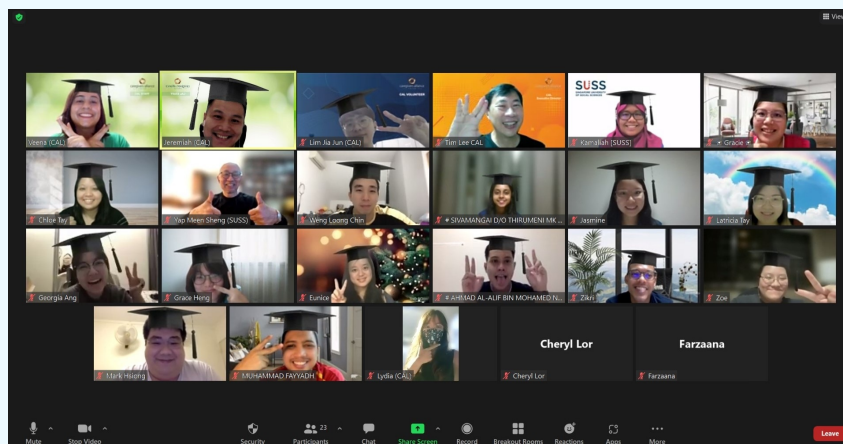 View
Veena (CAL)
Jeremiah (CAL)
Lim Jia Jun (CAL)
CAL VOLUNTEER
Tim Lee CAL
SUSS
Kamaliah (SUSS)
Gracie
Chloe Tay
Yap Meen Sheng (SUSS)
Weng Loong Chin
# SIVAMANGAI D/O THIRUMENI MK ...
Jasmine
Latricia Tay
Georgia Ang
Grace Heng
Eunice
# AHMAD AL-ALIF BIN MOHAMED N...
Zikri
Zoe
Mark Hsiung
MUHAMMAD FAYYADH
Lydia (CAL)
Cheryl Lor
Cheryl Lor
Farzaana
Farzaana
Mute
Stop Video
Security
23
Participants
Chat
Share Screen
Record
Breakout Rooms
Reactions
Apps
More
Leave